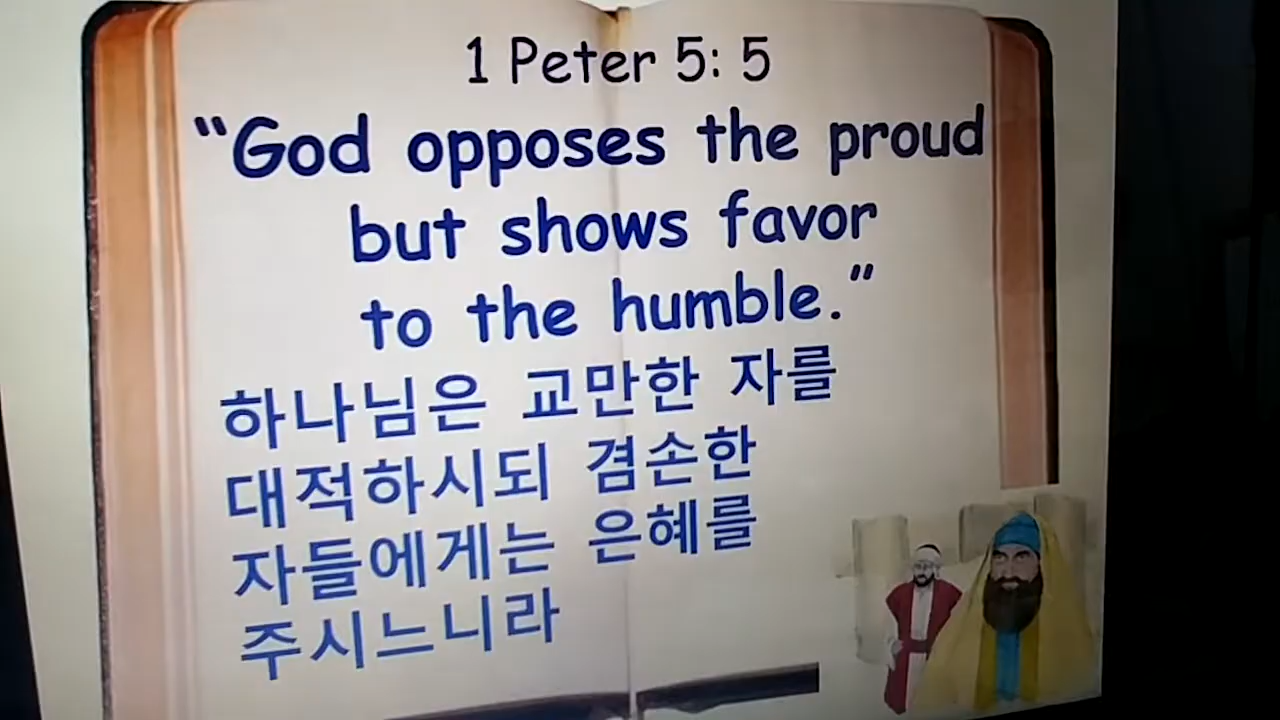 1 Peter 5: 5
“God opposes the proud
but shows favor
to the humble.”
하나님은 교만한 자를
대적하시되 겸손한
자들에게는 은혜를
주시느니라